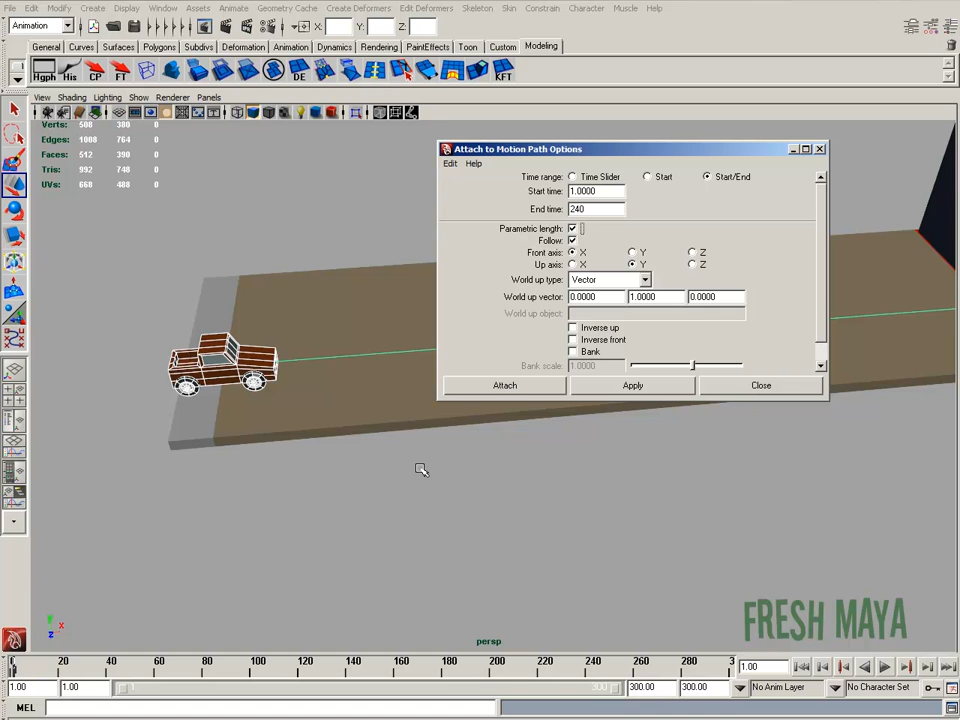 File Edit Modify Create Display Window Assets Animate Geometry Cache Create Deformers Edit Deformers Skeleton Skin Constrain Character Muscle Help
Animation X: Y: Z:
General Curves Surfaces Polygons Subdivs Deformation Animation Dynamics Rendering PaintEffects Toon Custom Modeling
Hgph His CP FT DE KFT
View Shading Lighting Show Renderer Panels
Verts: 508 380 0
Edges: 1008 764 0
Faces: 512 390 0
Tris: 992 748 0
UVs: 668 488 0
Attach to Motion Path Options
Edit Help
Time range: Time Slider Start Start/End
Start time: 1.0000
End time: 240
Parametric length:
Follow:
Front axis: X Y Z
Up axis: X Y Z
World up type: Vector
World up vector: 0.0000 1.0000 0.0000
World up object:
Inverse up
Inverse front
Bank
Bank scale: 1.0000
Attach Apply Close
FRESH MAYA
y x z
persp
20 40 60 80 100 120 140 160 180 200 220 240 260 280 3 1.00
1.00 1.00 300 300.00 300.00 No Anim Layer No Character Set
MEL